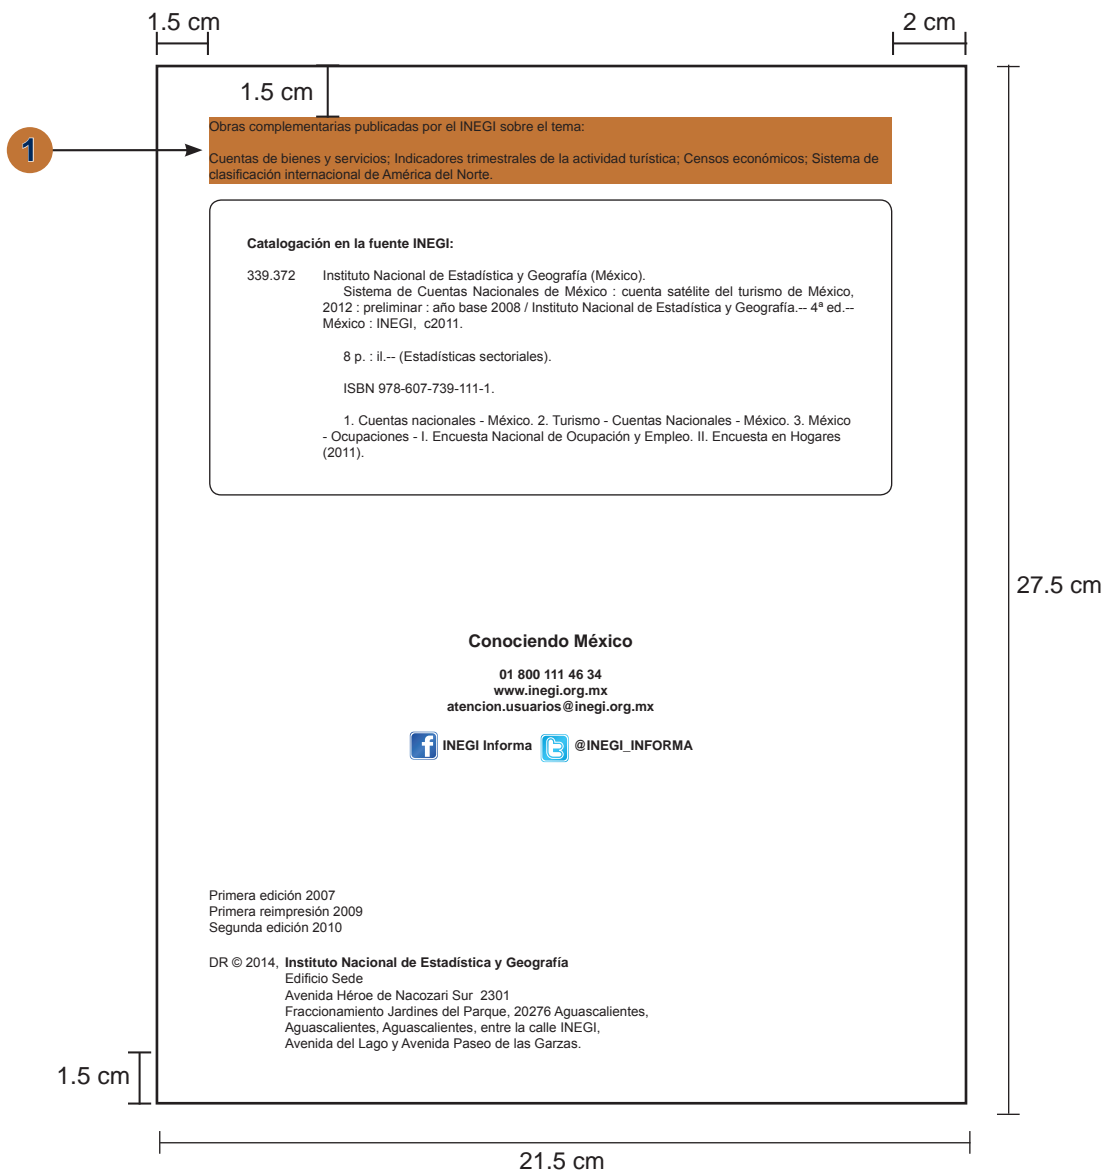 1.5 cm
2 cm
1.5 cm
1
Obras complementarias publicadas por el INEGI sobre el tema:
Cuentas de bienes y servicios; Indicadores trimestrales de la actividad turística; Censos económicos; Sistema de
clasificación internacional de América del Norte.
Catalogación en la fuente INEGI:
339.372 Instituto Nacional de Estadística y Geografía (México).
Sistema de Cuentas Nacionales de México : cuenta satélite del turismo de México,
2012 : preliminar : año base 2008 / Instituto Nacional de Estadística y Geografía.-- 4ª ed.--
México : INEGI, c2011.
8 p. : il.-- (Estadísticas sectoriales).
ISBN 978-607-739-111-1.
1. Cuentas nacionales - México. 2. Turismo - Cuentas Nacionales - México. 3. México
- Ocupaciones - I. Encuesta Nacional de Ocupación y Empleo. II. Encuesta en Hogares
(2011).
27.5 cm
Conociendo México
01 800 111 46 34
www.inegi.org.mx
atencion.usuarios@inegi.org.mx
INEGI Informa @INEGI_INFORMA
Primera edición 2007
Primera reimpresión 2009
Segunda edición 2010
DR © 2014, Instituto Nacional de Estadística y Geografía
Edificio Sede
Avenida Héroe de Nacozari Sur 2301
Fraccionamiento Jardines del Parque, 20276 Aguascalientes,
Aguascalientes, Aguascalientes, entre la calle INEGI,
Avenida del Lago y Avenida Paseo de las Garzas.
1.5 cm
21.5 cm